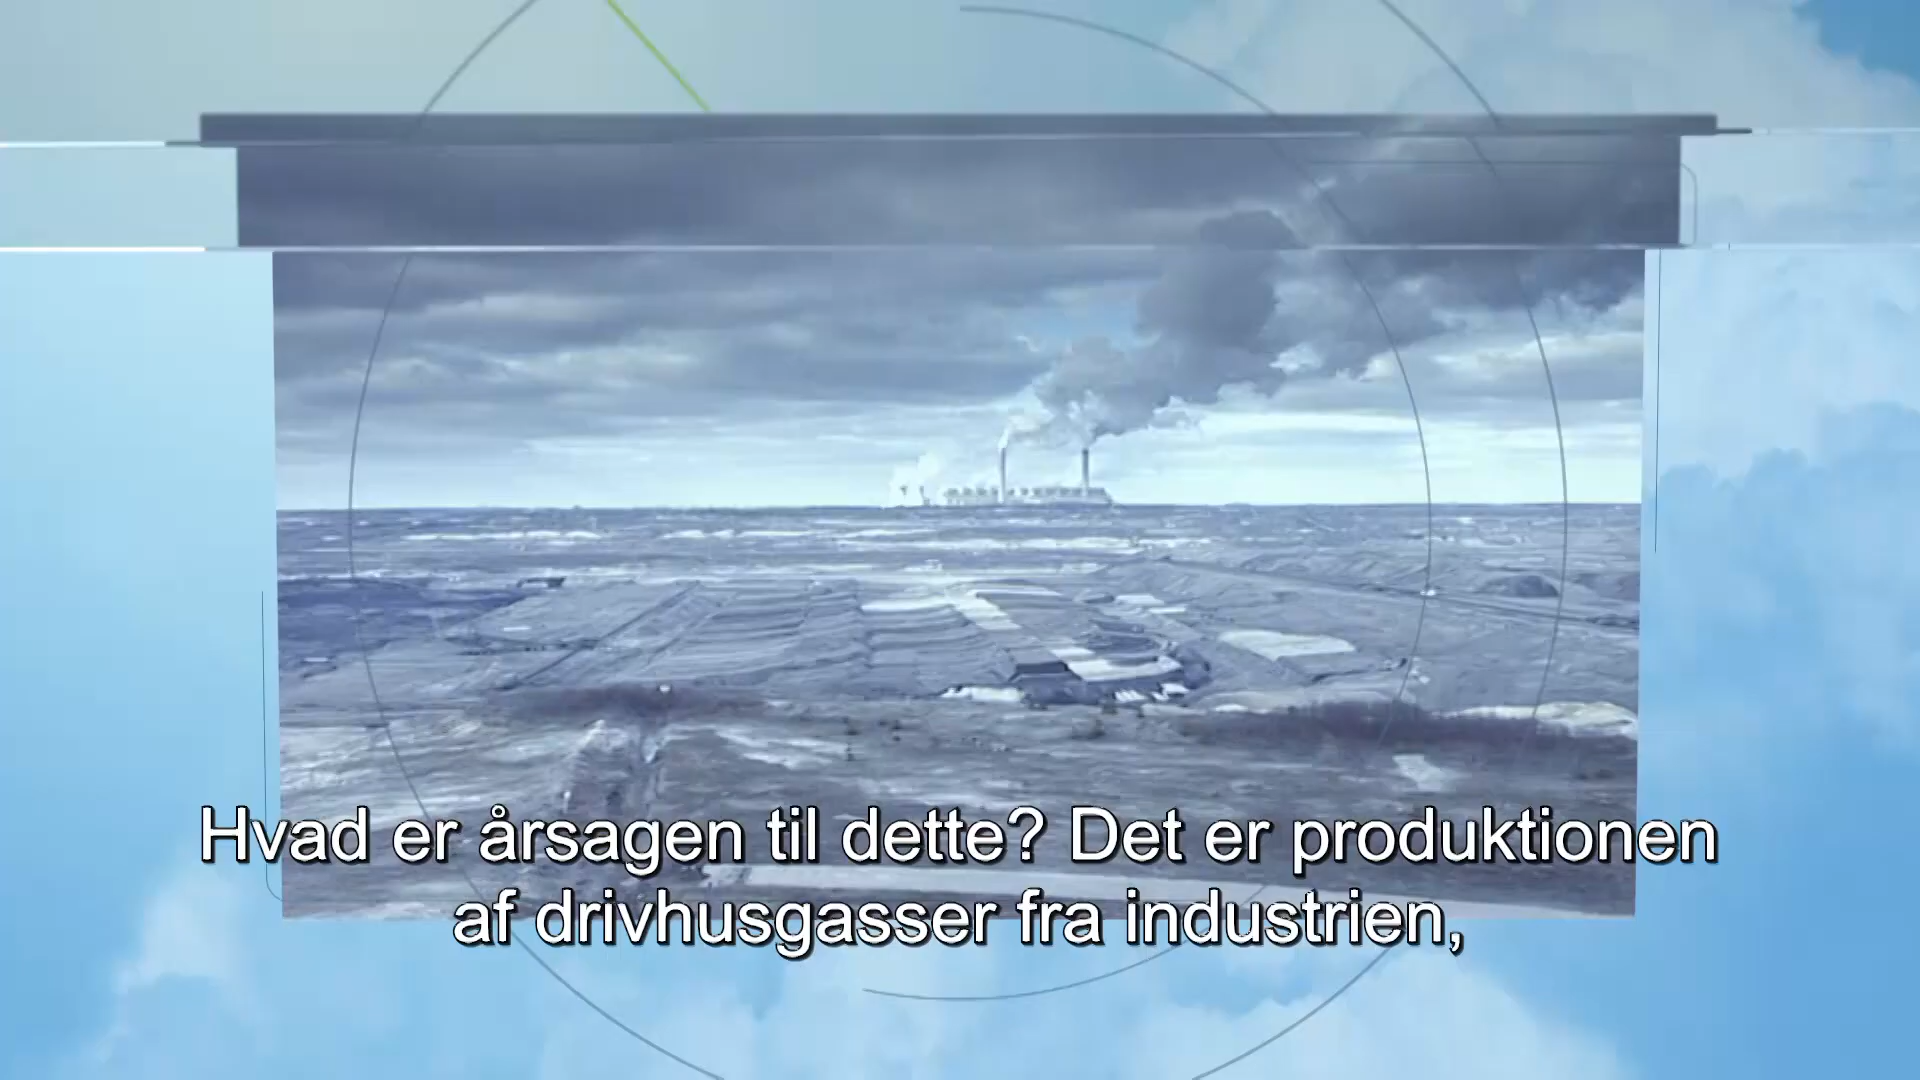 Hvad er årsagen til dette? Det er produktionen
af drivhusgasser fra industrien,